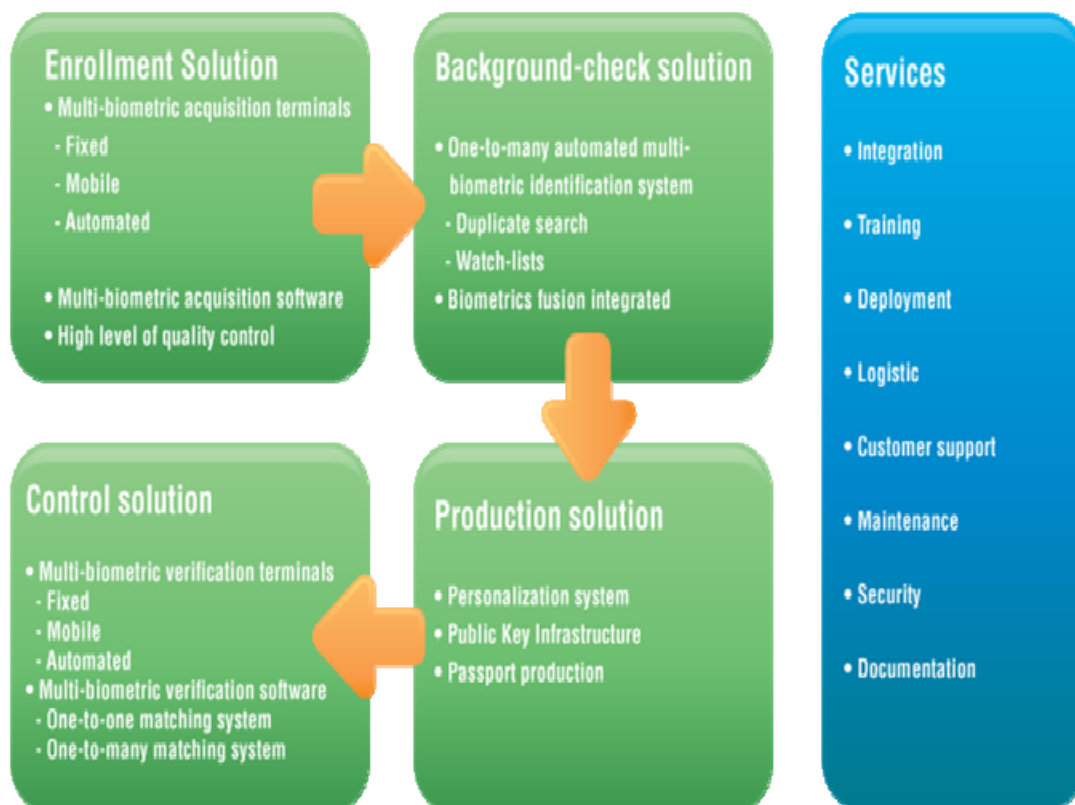 Enrollment Solution
• Multi-biometric acquisition terminals
- Fixed
- Mobile
- Automated
• Multi-biometric acquisition software
• High level of quality control
Background-check solution
• One-to-many automated multi-
biometric identification system
- Duplicate search
- Watch-lists
• Biometrics fusion integrated
Control solution
• Multi-biometric verification terminals
- Fixed
- Mobile
- Automated
• Multi-biometric verification software
- One-to-one matching system
- One-to-many matching system
Production solution
• Personalization system
• Public Key Infrastructure
• Passport production
Services
• Integration
• Training
• Deployment
• Logistic
• Customer support
• Maintenance
• Security
• Documentation